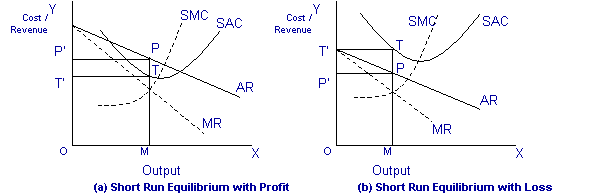 Y
Cost /
Revenue
SMC
SAC
P'
P
T'
T
AR
MR
O
M
X
Output
(a) Short Run Equilibrium with Profit
Y
Cost /
Revenue
SMC
SAC
T'
T
P'
P
AR
MR
O
M
X
Output
(b) Short Run Equilibrium with Loss